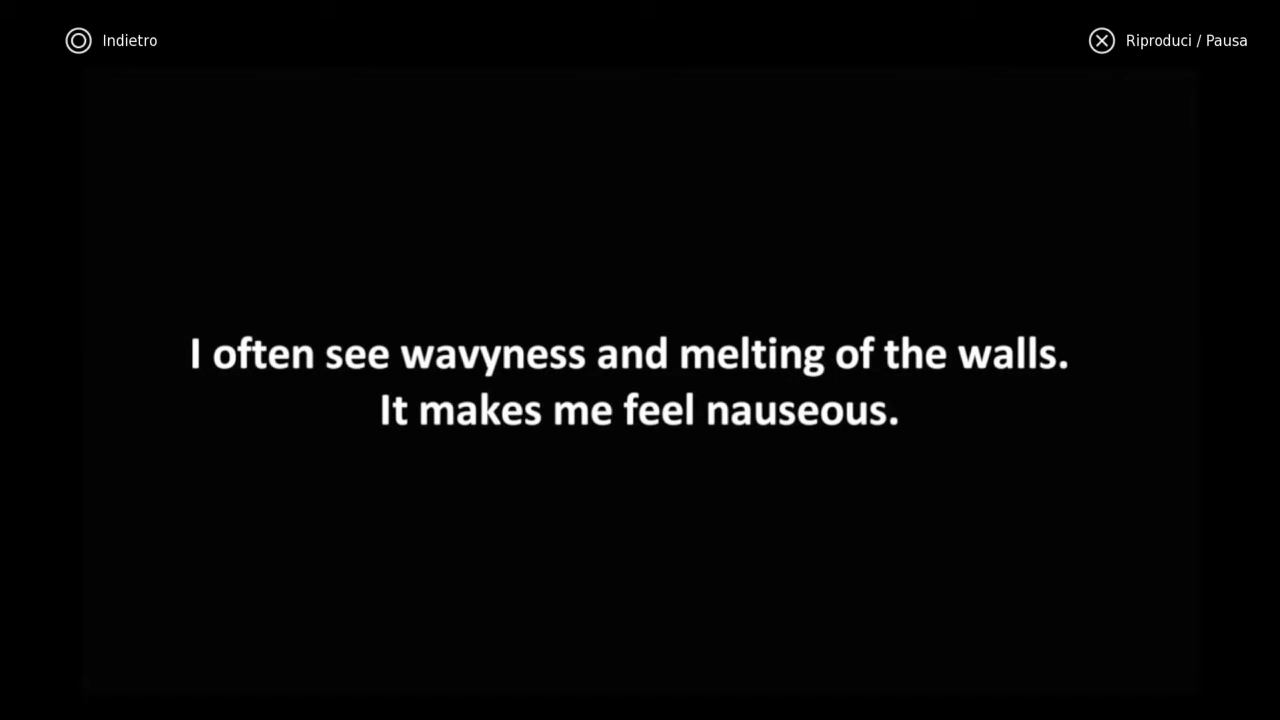 Indietro
Riproduci / Pausa
I often see wavyness and melting of the walls.
It makes me feel nauseous.